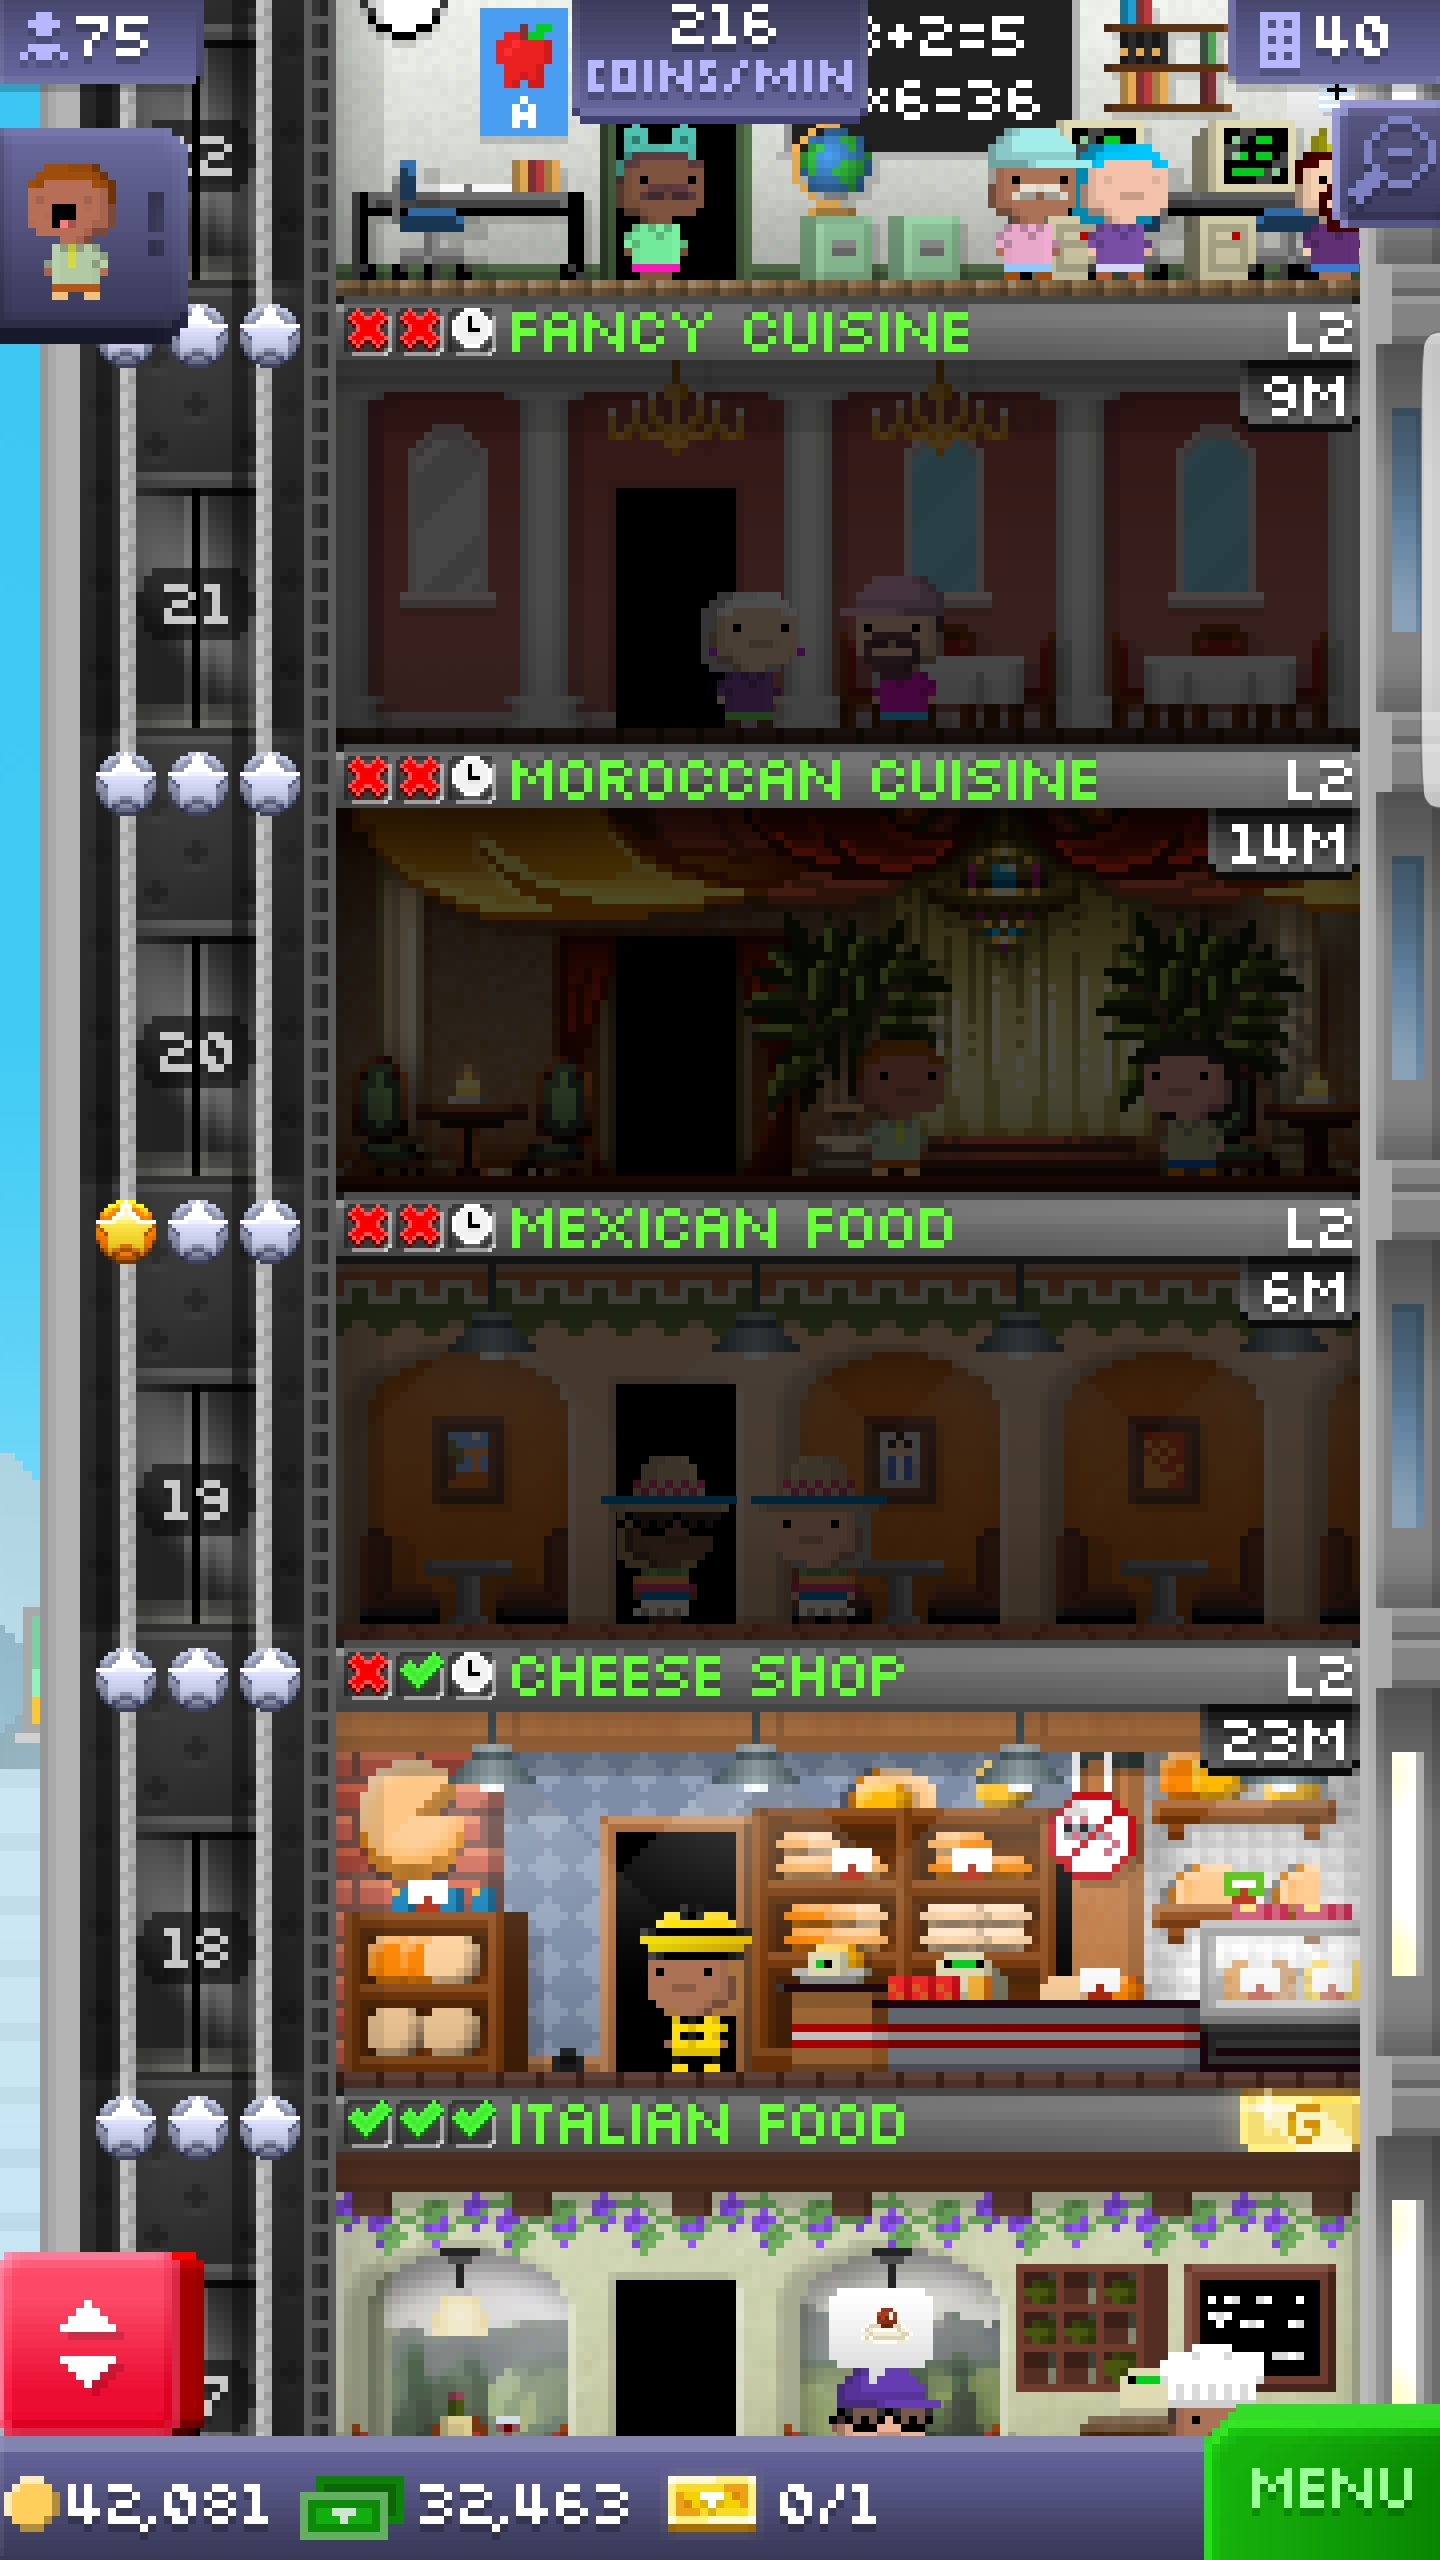 75
216
COINS/MIN
40
A
+2=5
×6=36
FANCY CUISINE L2
9M
21
MOROCCAN CUISINE L2
14M
20
MEXICAN FOOD L2
6M
19
CHEESE SHOP L2
23M
18
ITALIAN FOOD G
42,081 32,463 0/1
MENU